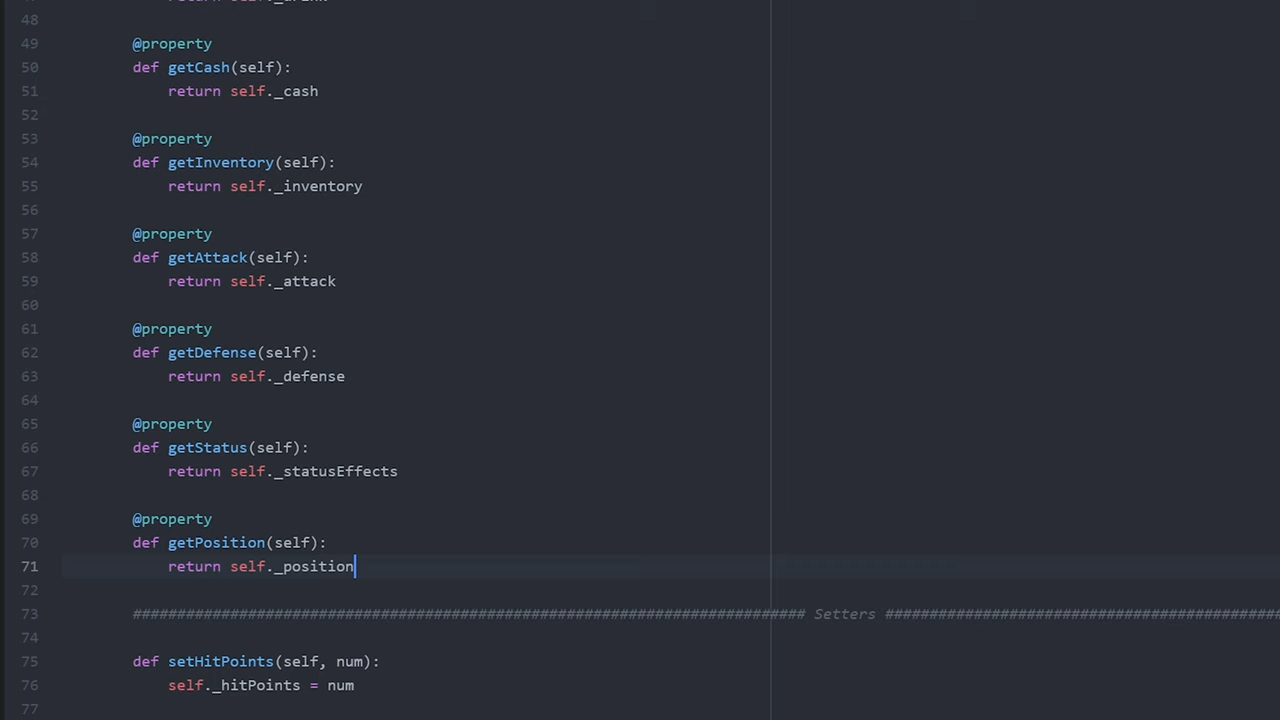 48
49 @property
50 def getCash(self):
51 return self._cash
52
53 @property
54 def getInventory(self):
55 return self._inventory
56
57 @property
58 def getAttack(self):
59 return self._attack
60
61 @property
62 def getDefense(self):
63 return self._defense
64
65 @property
66 def getStatus(self):
67 return self._statusEffects
68
69 @property
70 def getPosition(self):
71 return self._position
72
73 ############################################################################ Setters #############################################
74
75 def setHitPoints(self, num):
76 self._hitPoints = num
77